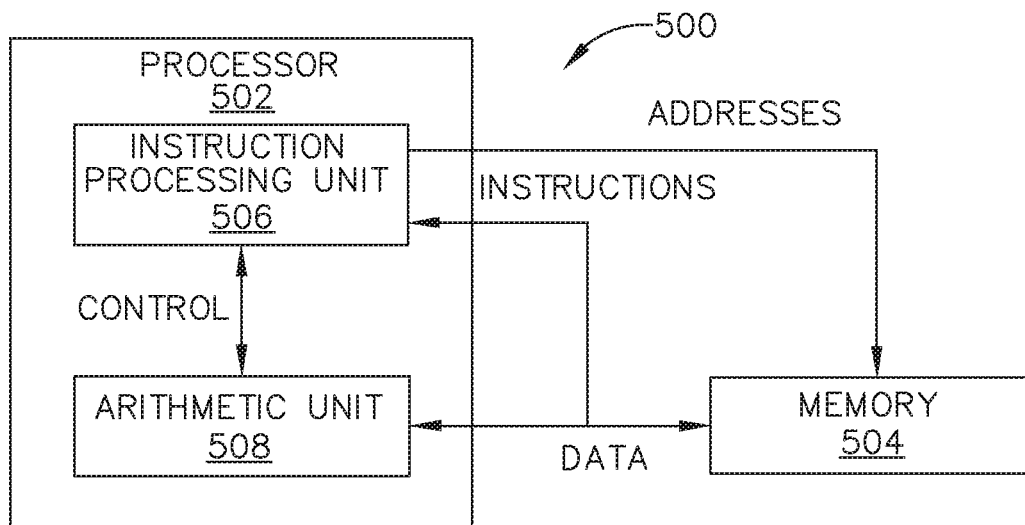 500
PROCESSOR
502
ADDRESSES
INSTRUCTION
PROCESSING UNIT
506
INSTRUCTIONS
CONTROL
ARITHMETIC UNIT
508
DATA
MEMORY
504